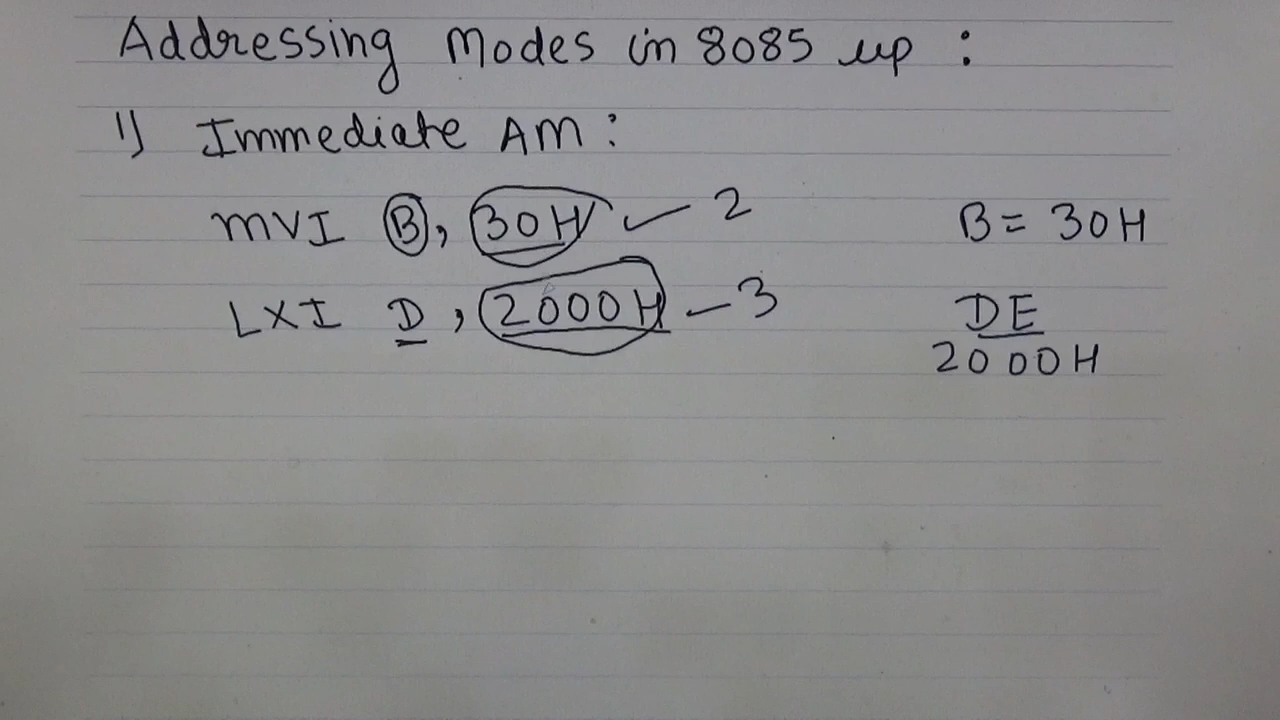 Addressing Modes in 8085 up :
1) Immediate AM :
MVI B, 30H 2 B = 30H
LXI D, 2000H - 3 DE
2000H